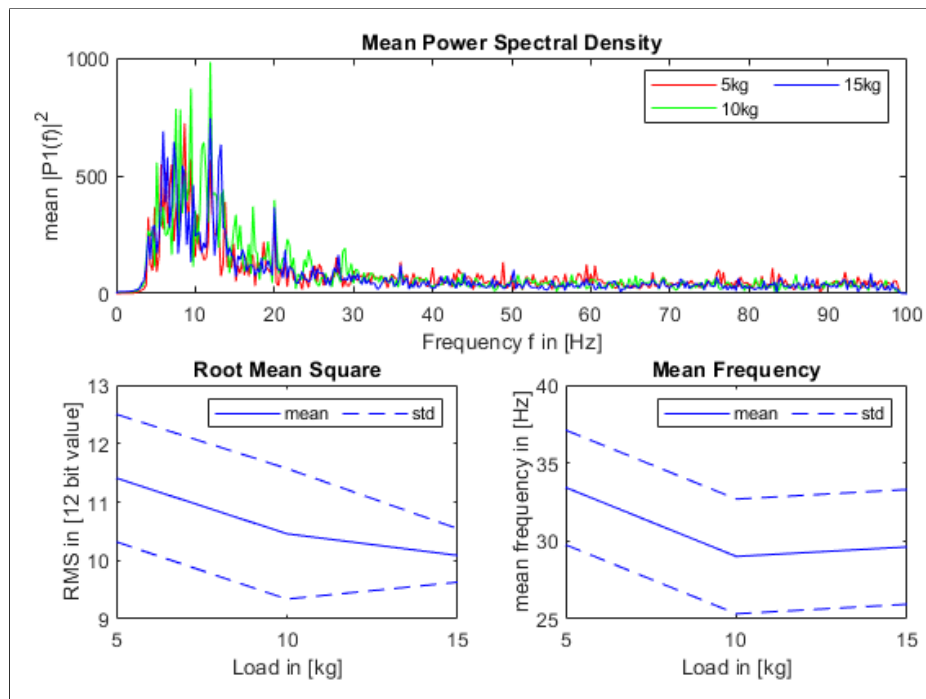 Mean Power Spectral Density
mean |P1(f)|²
1000
500
0
5kg
15kg
10kg
0 10 20 30 40 50 60 70 80 90 100
Frequency f in [Hz]
Root Mean Square
RMS in [12 bit value]
13
12
11
10
9
mean
std
5 10 15
Load in [kg]
Mean Frequency
mean frequency in [Hz]
40
35
30
25
mean
std
5 10 15
Load in [kg]